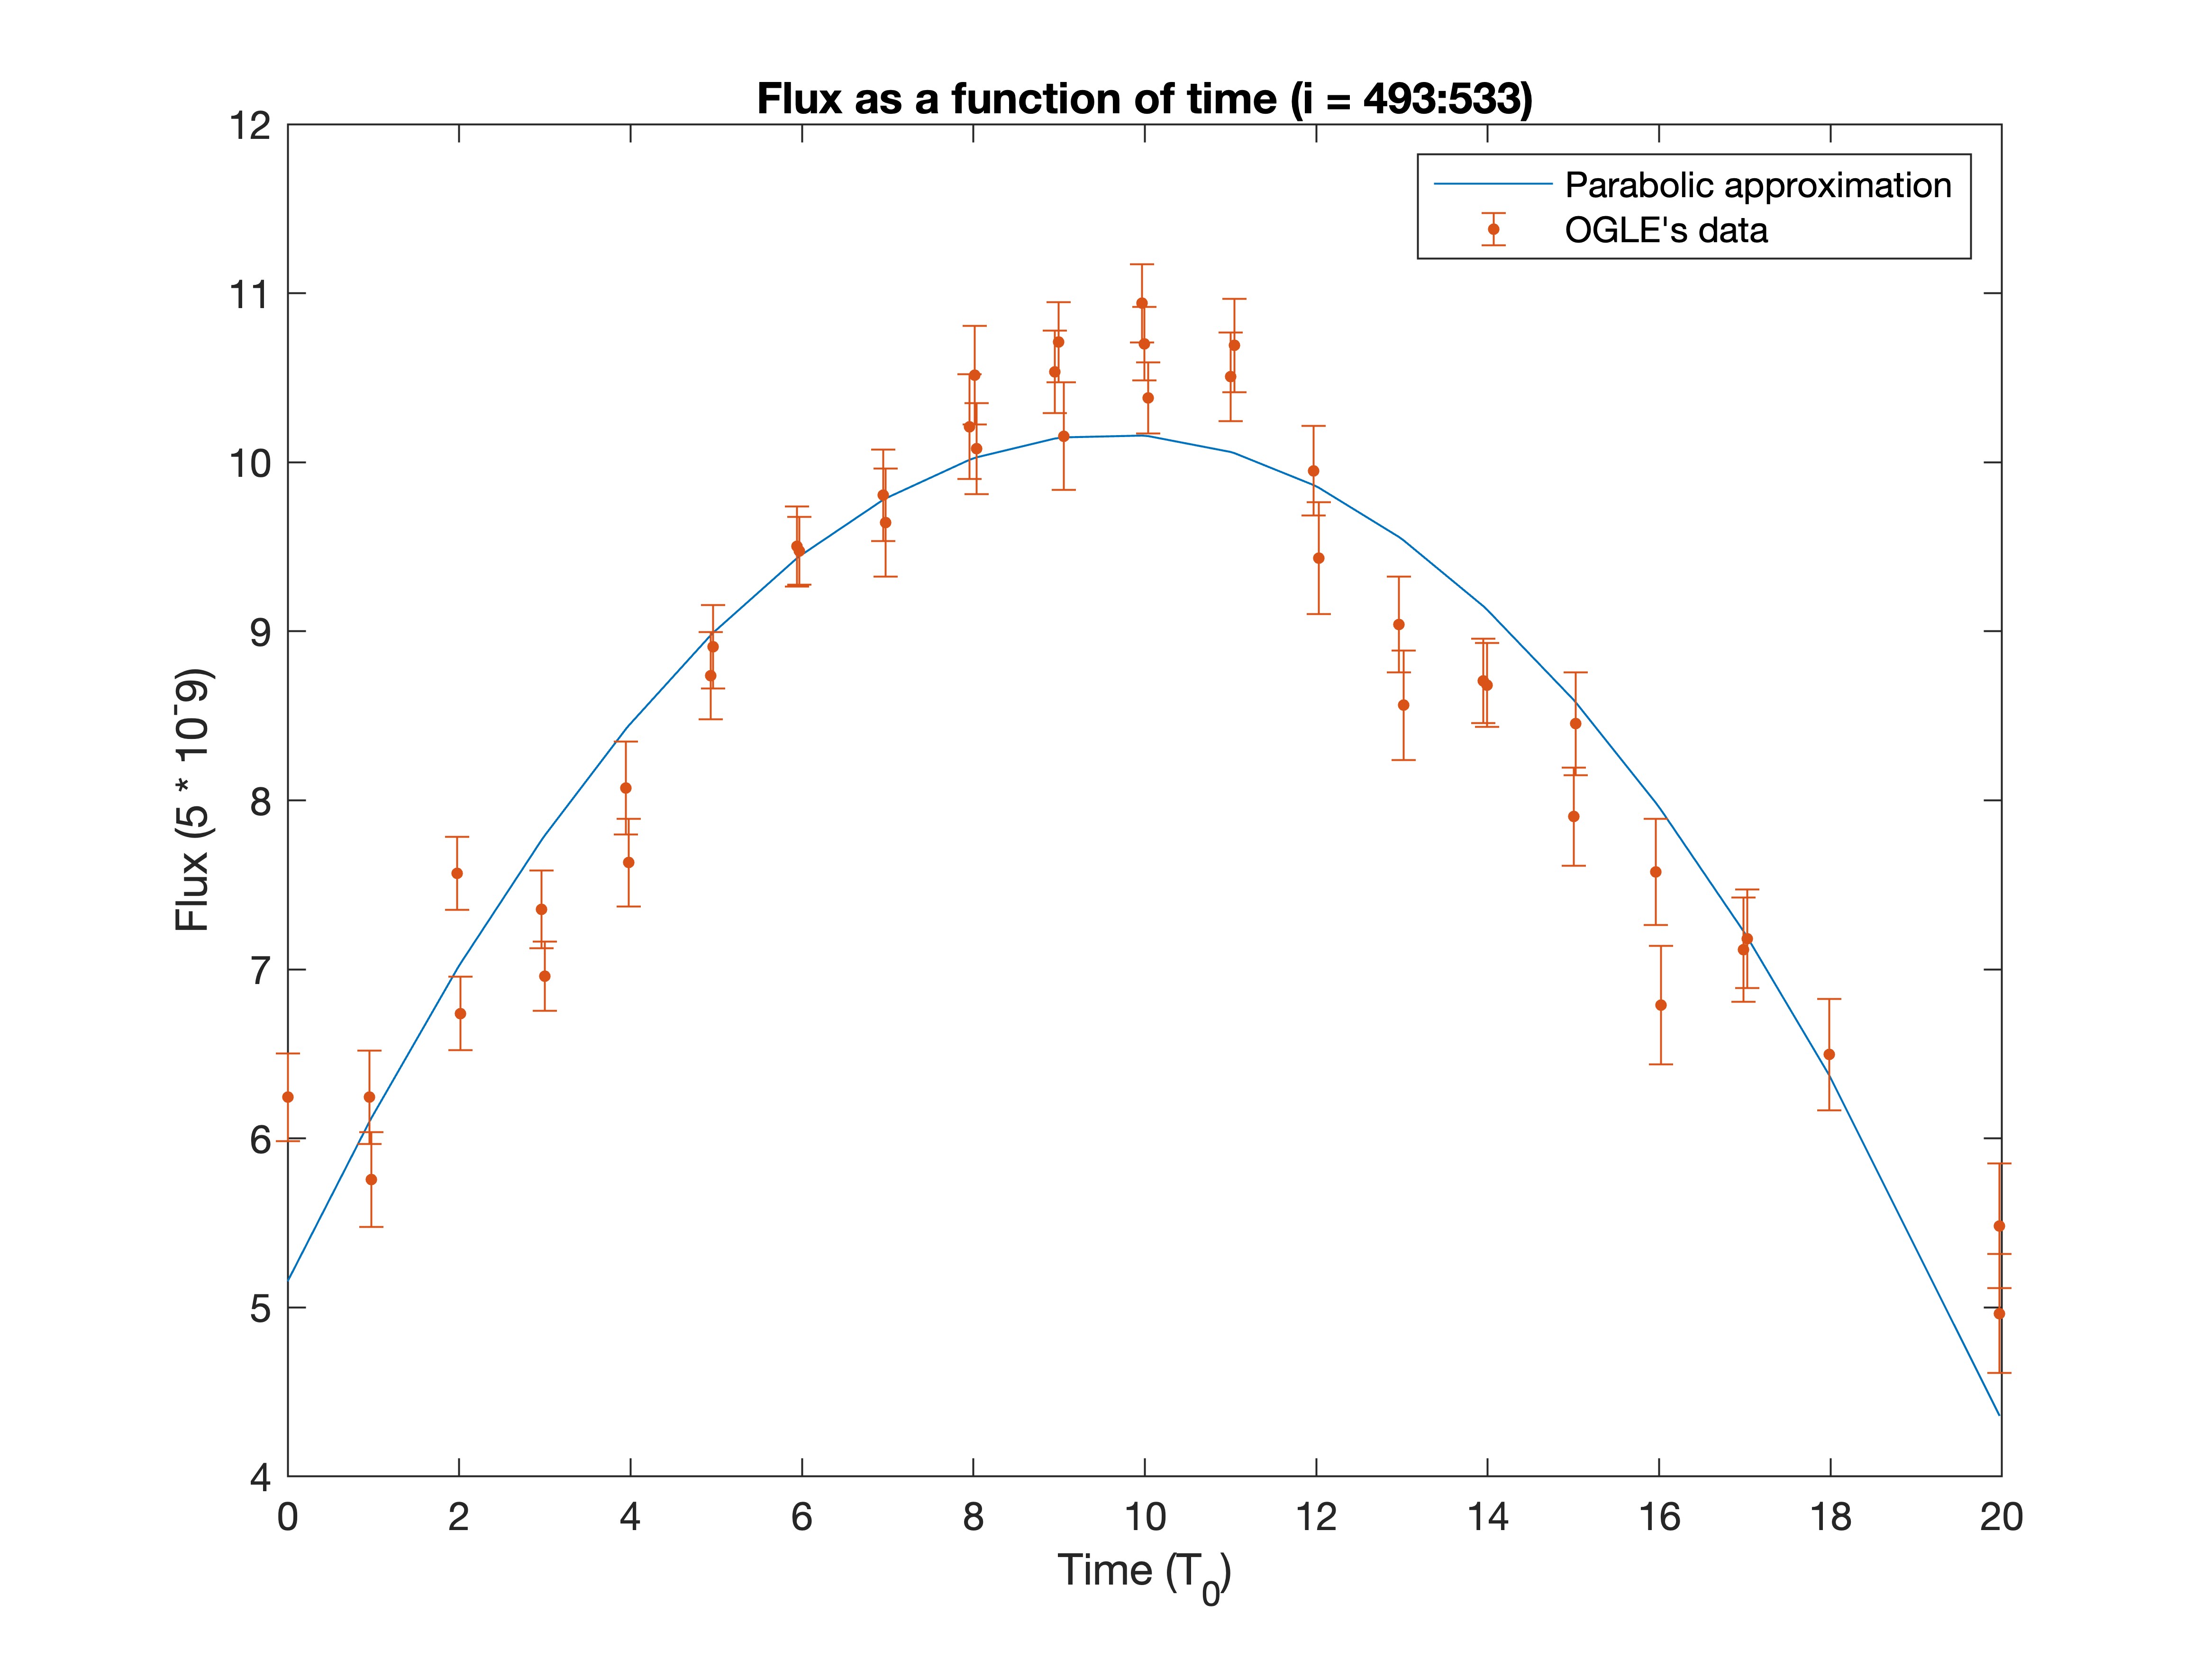 Flux as a function of time (i = 493:533)
Parabolic approximation
OGLE's data
12
11
10
9
8
7
6
5
4
Flux (5 * 10⁻9)
0 2 4 6 8 10 12 14 16 18 20
Time (T₀)